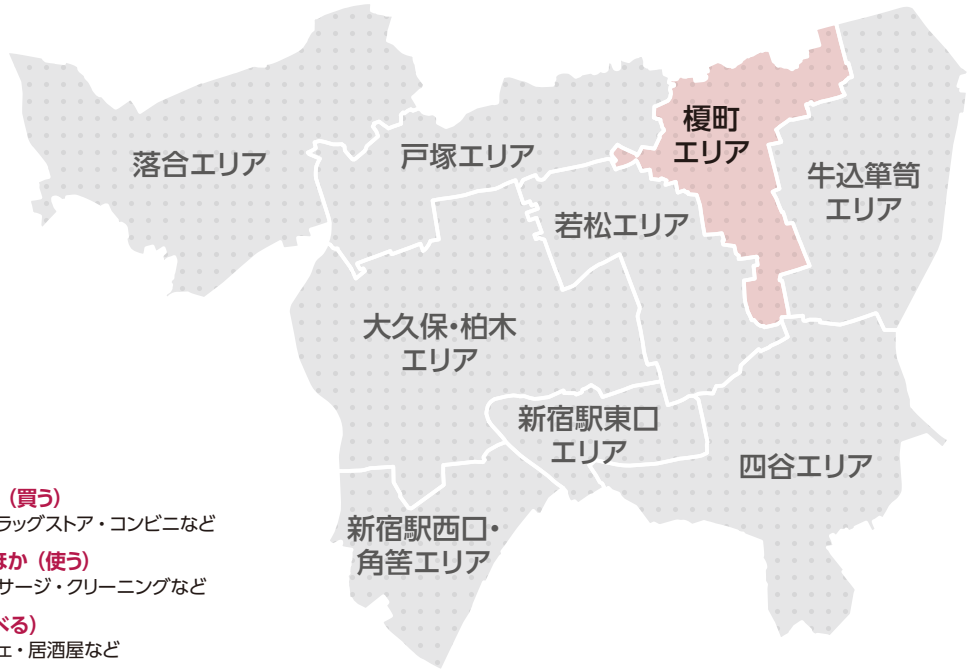 榎町
エリア
落合エリア
戸塚エリア
牛込箪笥
エリア
若松エリア
大久保・柏木
エリア
新宿駅東口
エリア
四谷エリア
新宿駅西口・
角筈エリア
（買う）
ラッグストア・コンビニなど
ほか（使う）
サージ・クリーニングなど
べる）
ェ・居酒屋など